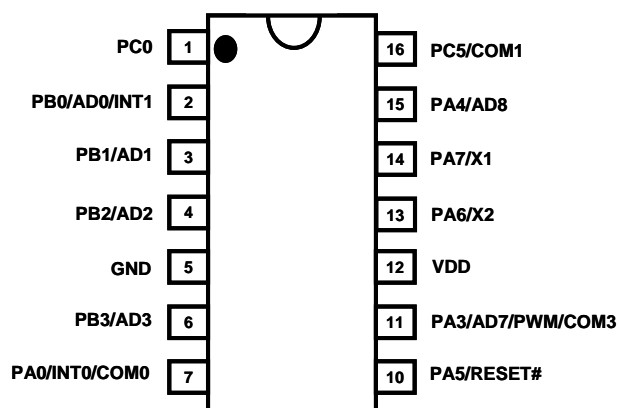 PC0 1 16 PC5/COM1
PB0/AD0/INT1 2 15 PA4/AD8
PB1/AD1 3 14 PA7/X1
PB2/AD2 4 13 PA6/X2
GND 5 12 VDD
PB3/AD3 6 11 PA3/AD7/PWM/COM3
PA0/INT0/COM0 7 10 PA5/RESET#